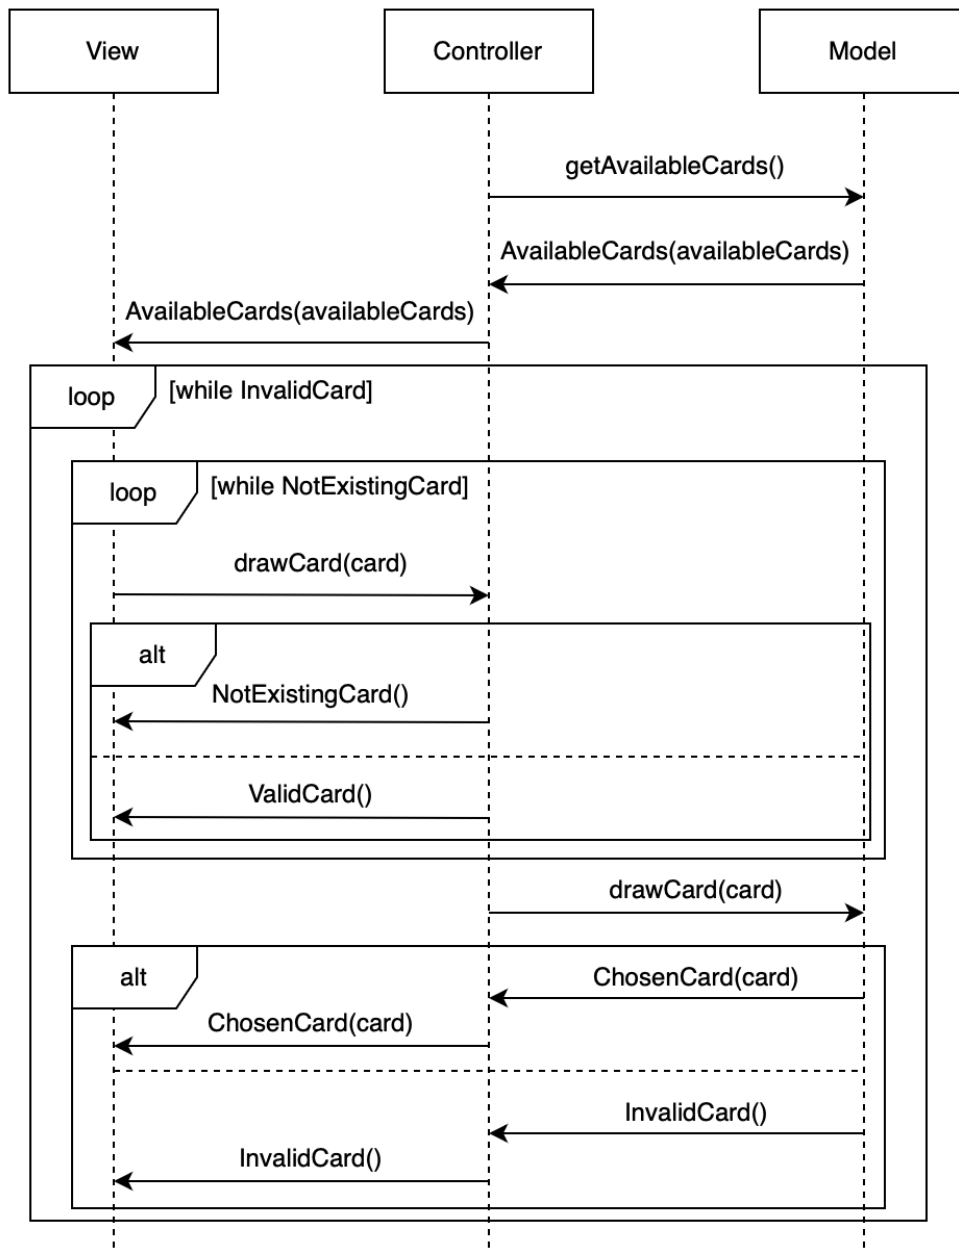 View
Controller
Model
getAvailableCards()
AvailableCards(availableCards)
AvailableCards(availableCards)
loop
[while InvalidCard]
loop
[while NotExistingCard]
drawCard(card)
alt
NotExistingCard()
ValidCard()
drawCard(card)
alt
ChosenCard(card)
ChosenCard(card)
InvalidCard()
InvalidCard()